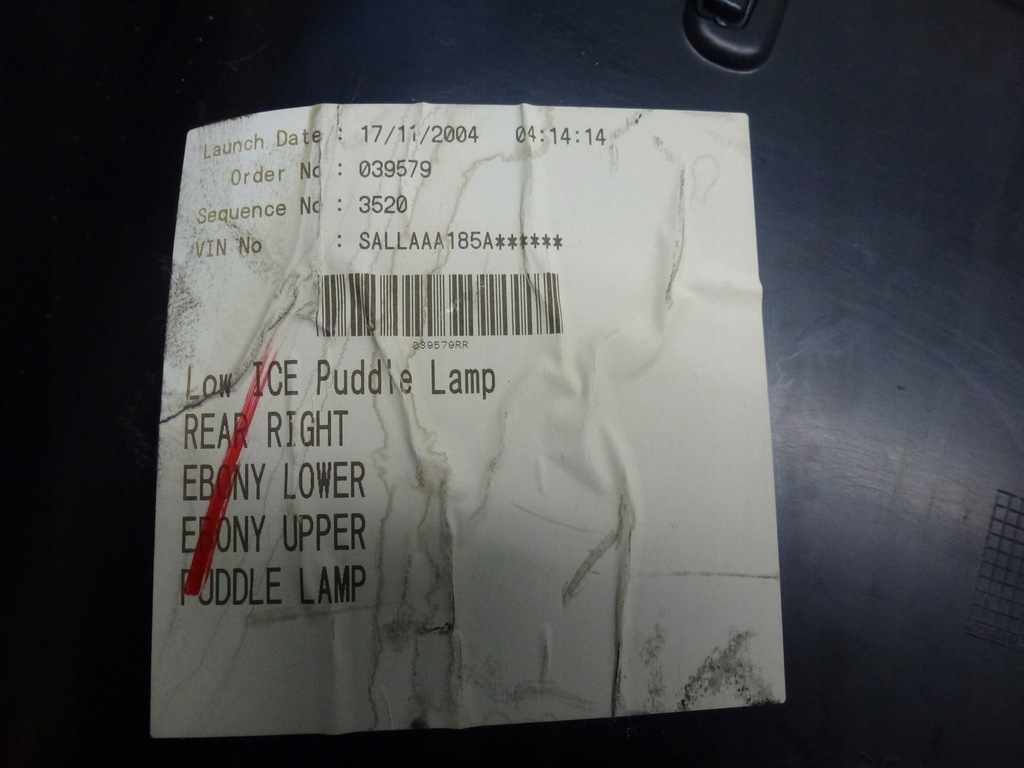 Launch Date : 17/11/2004 04:14:14
Order No : 039579
Sequence No : 3520
VIN No : SALLAAA185A******
039579RR
Low ICE Puddle Lamp
REAR RIGHT
EBONY LOWER
EBONY UPPER
PUDDLE LAMP